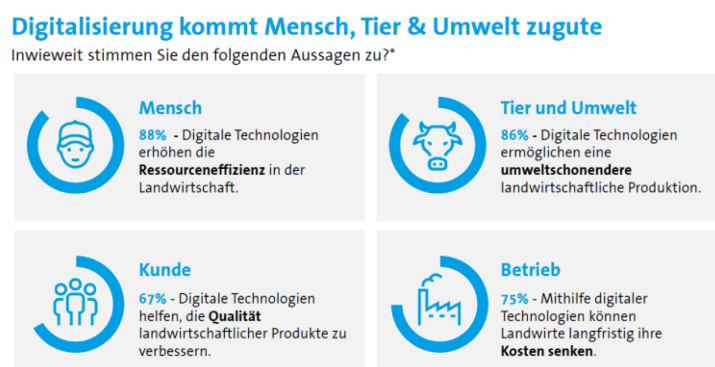 Digitalisierung kommt Mensch, Tier & Umwelt zugute
Inwieweit stimmen Sie den folgenden Aussagen zu?*
Mensch
88% - Digitale Technologien
erhöhen die
Ressourceneffizienz in der
Landwirtschaft.
Tier und Umwelt
86% - Digitale Technologien
ermöglichen eine
umweltschonendere
landwirtschaftliche Produktion.
Kunde
67% - Digitale Technologien
helfen, die Qualität
landwirtschaftlicher Produkte zu
verbessern.
Betrieb
75% - Mithilfe digitaler
Technologien können
Landwirte langfristig ihre
Kosten senken.